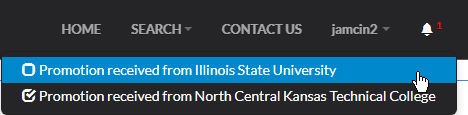 HOME SEARCH CONTACT US jamcin2 1
Promotion received from Illinois State University
Promotion received from North Central Kansas Technical College